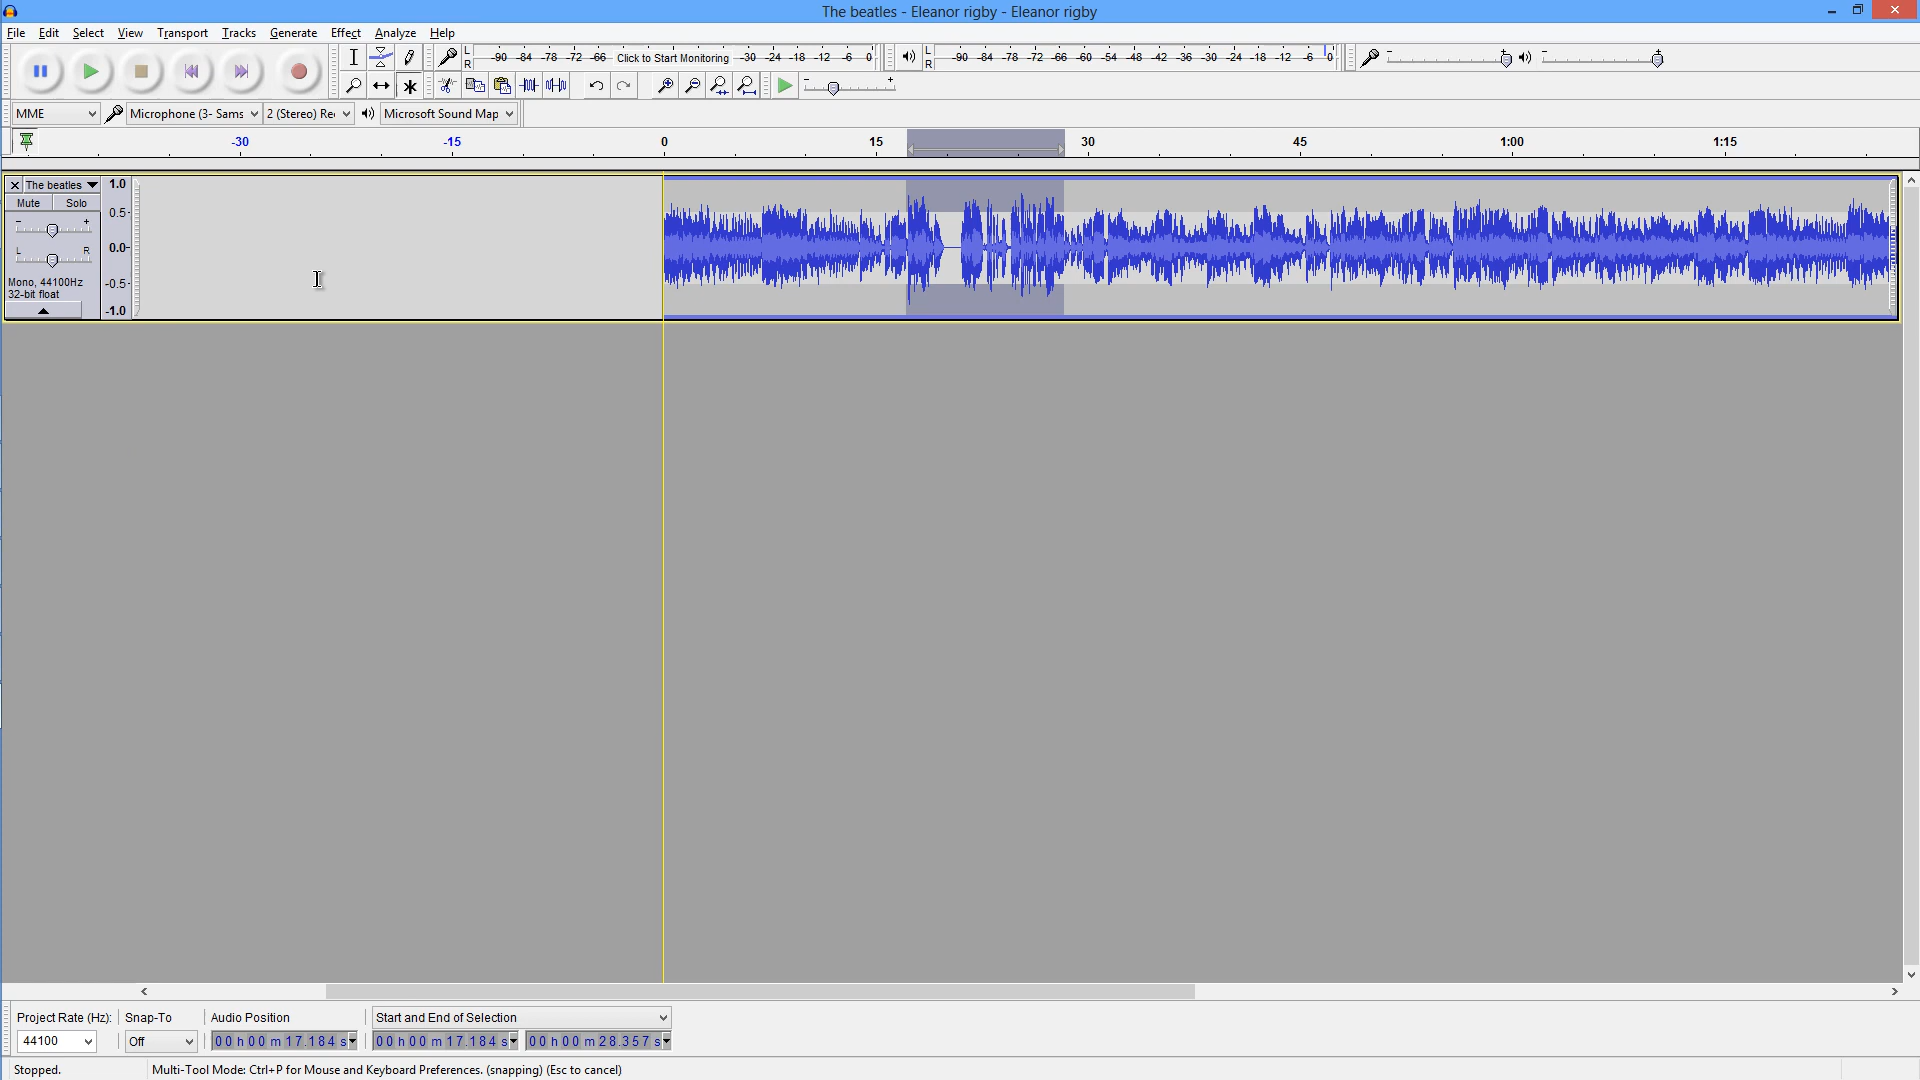 The beatles - Eleanor rigby - Eleanor rigby
File Edit Select View Transport Tracks Generate Effect Analyze Help
L -90 -84 -78 -72 -66 Click to Start Monitoring -30 -24 -18 -12 -6 0 L -90 -84 -78 -72 -66 -60 -54 -48 -42 -36 -30 -24 -18 -12 -6 0 - + - +
R R
- +
MME Microphone (3- Sams 2 (Stereo) Re Microsoft Sound Map
-30 -15 0 15 30 45 1:00 1:15
The beatles 1.0
Mute Solo
0.5
- +
0.0
L R
Mono, 44100Hz -0.5
32-bit float
-1.0
Project Rate (Hz): Snap-To Audio Position Start and End of Selection
44100 Off 00 h 00 m 17.184 s 00 h 00 m 17.184 s 00 h 00 m 28.357 s
Stopped. Multi-Tool Mode: Ctrl+P for Mouse and Keyboard Preferences. (snapping) (Esc to cancel)